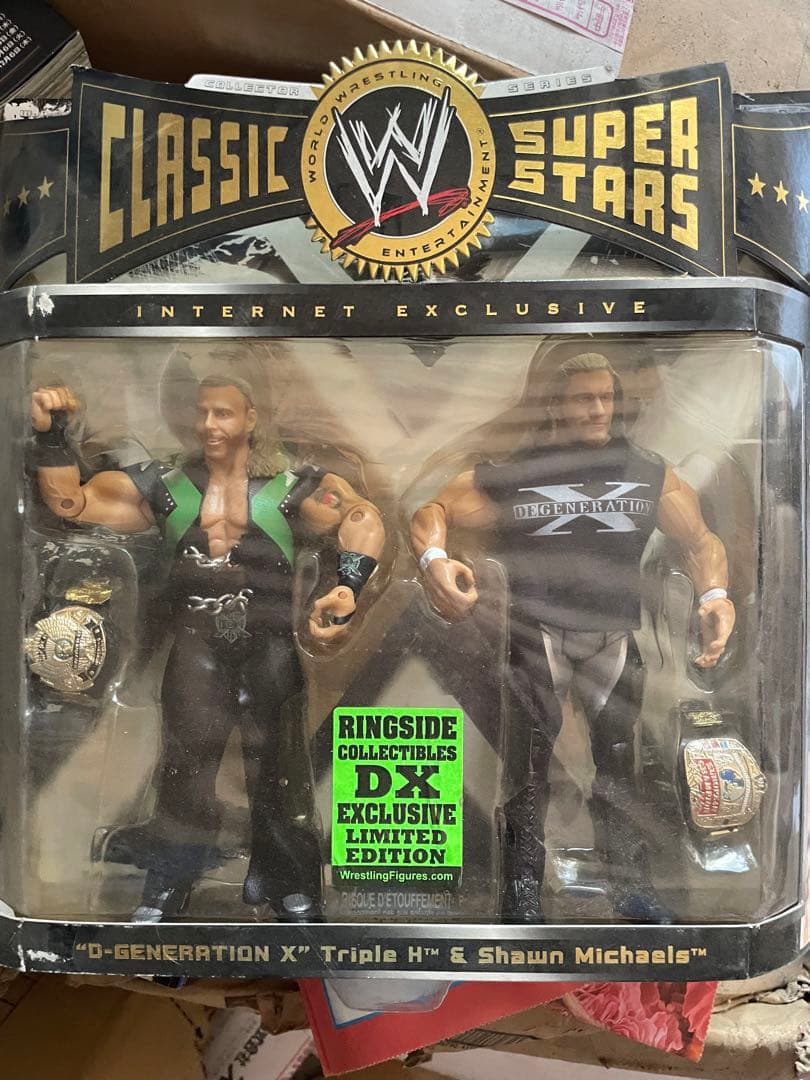 COLLECTOR SERIES
CLASSIC SUPER STARS
WORLD WRESTLING ENTERTAINMENT®
W
INTERNET EXCLUSIVE
X
DEGENERATION
RINGSIDE
COLLECTIBLES
DX
EXCLUSIVE
LIMITED
EDITION
WrestlingFigures.com
RISQUE D'ETOUFFEMENT
"D-GENERATION X" Triple H™ & Shawn Michaels™